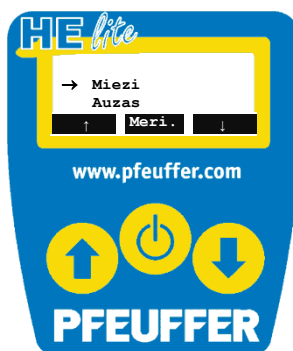 HE lite
→ Miezi
Auzas
↑ Meri. ↓
www.pfeuffer.com
PFEUFFER